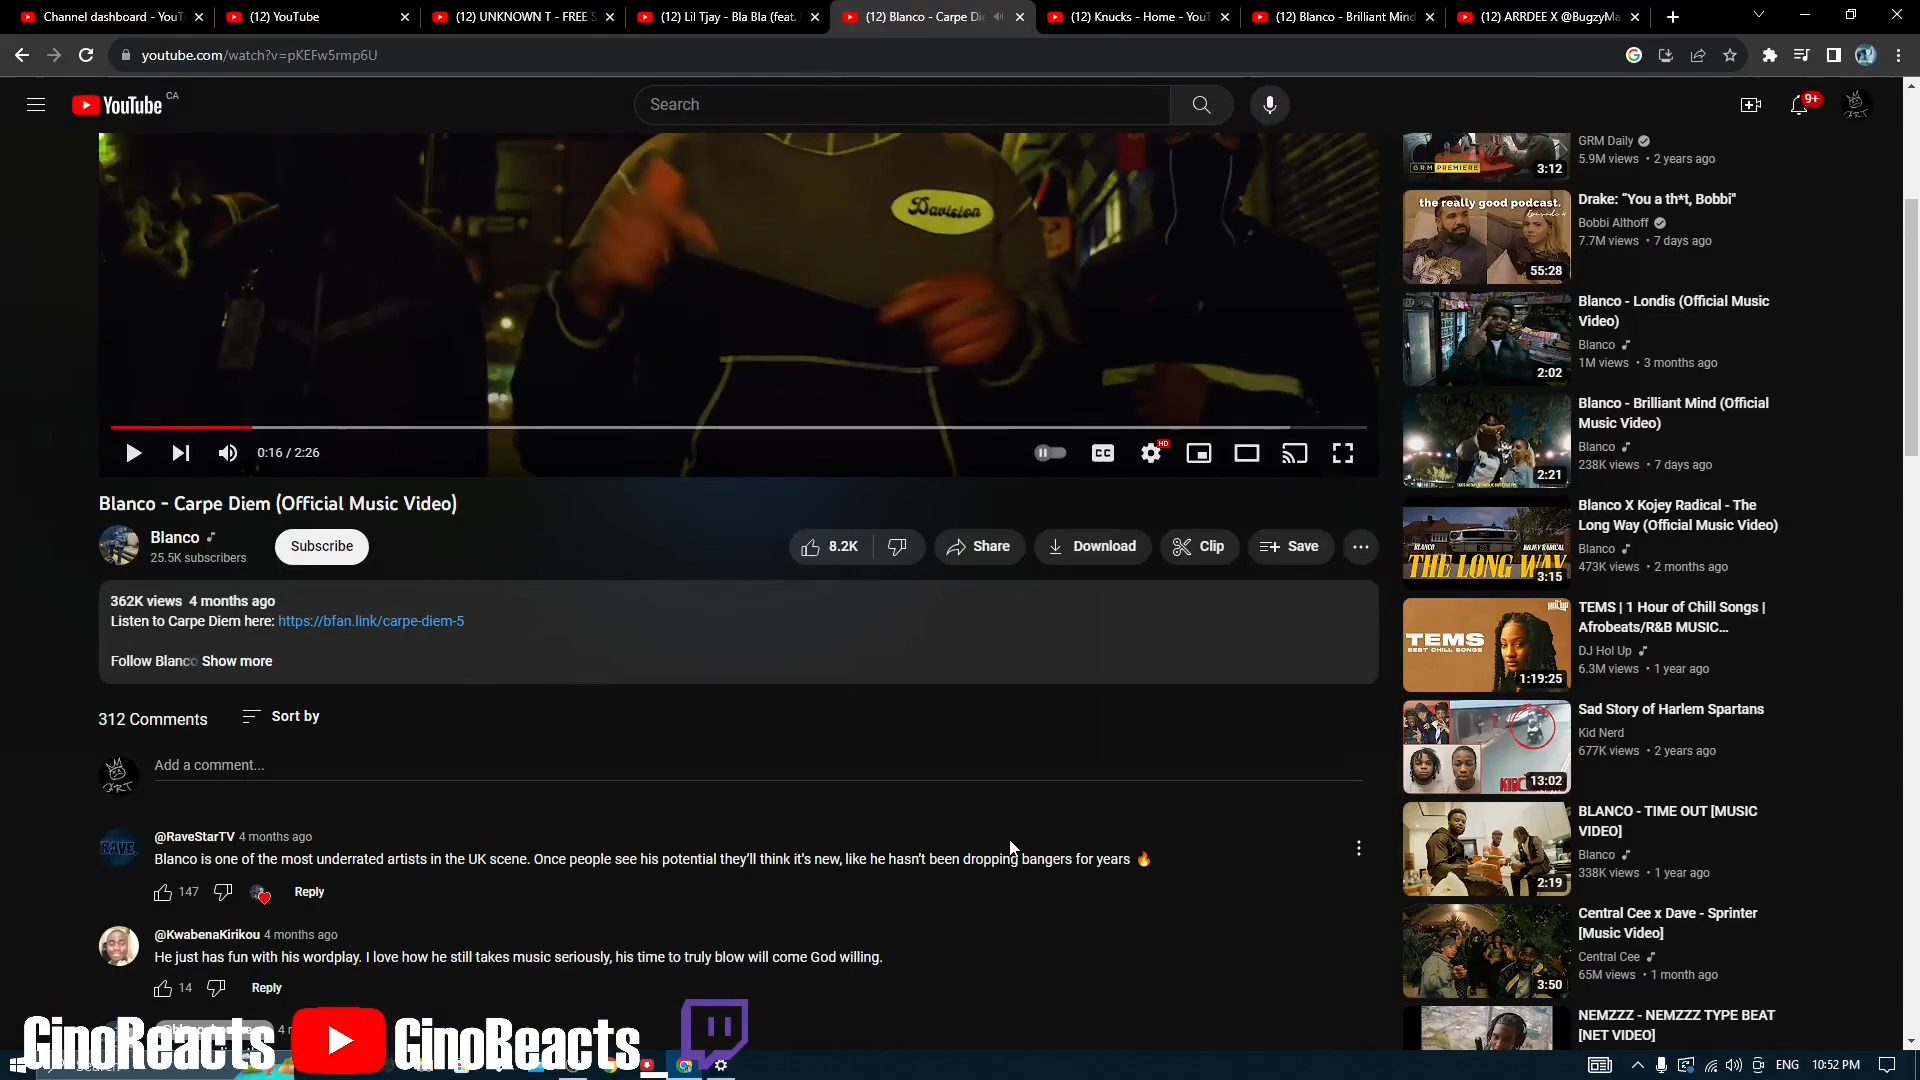 Channel dashboard - YouT
(12) YouTube
(12) UNKNOWN T - FREE S
(12) Lil Tjay - Bla Bla (feat.
(12) Blanco - Carpe Di
(12) Knucks - Home - YouT
(12) Blanco - Brilliant Mind
(12) ARRDEE X @BugzyMa
youtube.com/watch?v=pKEFw5rmp6U
YouTube CA
Search
9+
Davision
0:16 / 2:26
CC
HD
Blanco - Carpe Diem (Official Music Video)
Blanco
25.5K subscribers
Subscribe
8.2K
Share
Download
Clip
Save
362K views 4 months ago
Listen to Carpe Diem here: https://bfan.link/carpe-diem-5
Follow Blanco Show more
312 Comments
Sort by
Add a comment...
RAVE.
@RaveStarTV 4 months ago
Blanco is one of the most underrated artists in the UK scene. Once people see his potential they'll think it's new, like he hasn't been dropping bangers for years 🔥
147
Reply
@KwabenaKirikou 4 months ago
He just has fun with his wordplay. I love how he still takes music seriously, his time to truly blow will come God willing.
14
Reply
GRM PREMIERE
3:12
GRM Daily
5.9M views • 2 years ago
the really good podcast.
Episode 4
55:28
Drake: “You a th*t, Bobbi"
Bobbi Althoff
7.7M views • 7 days ago
2:02
Blanco - Londis (Official Music
Video)
Blanco
1M views • 3 months ago
2:21
Blanco - Brilliant Mind (Official
Music Video)
Blanco
238K views • 7 days ago
BLANCO
KOJEY RADICAL
THE LONG WAY
3:15
Blanco X Kojey Radical - The
Long Way (Official Music Video)
Blanco
473K views • 2 months ago
TEMS
BEST CHILL SONGS
1:19:25
TEMS | 1 Hour of Chill Songs |
Afrobeats/R&B MUSIC...
DJ Hol Up
6.3M views • 1 year ago
13:02
Sad Story of Harlem Spartans
Kid Nerd
677K views • 2 years ago
2:19
BLANCO - TIME OUT [MUSIC
VIDEO]
Blanco
338K views • 1 year ago
3:50
Central Cee x Dave - Sprinter
[Music Video]
Central Cee
65M views • 1 month ago
NEMZZZ - NEMZZZ TYPE BEAT
[NET VIDEO]
GinoReacts
GinoReacts
ENG
10:52 PM